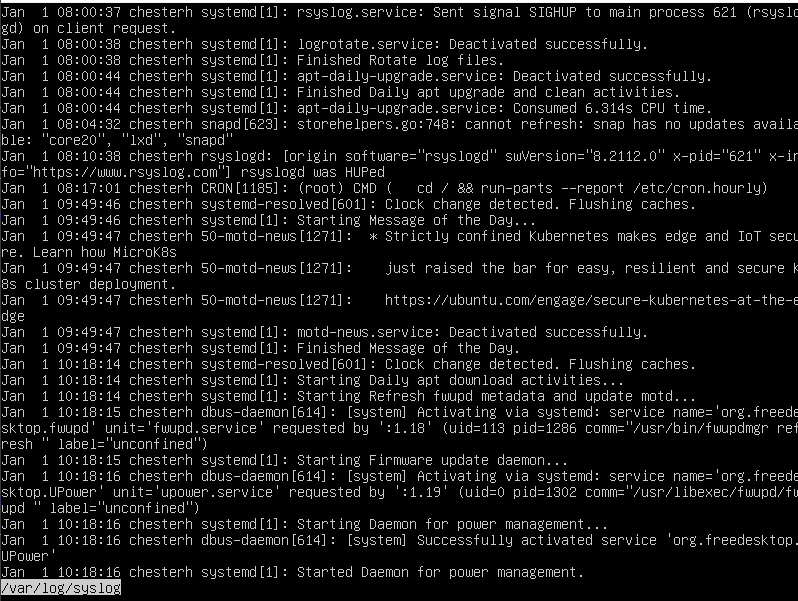 Jan  1 08:00:37 chesterh systemd[1]: rsyslog.service: Sent signal SIGHUP to main process 621 (rsyslo
gd) on client request.
Jan  1 08:00:38 chesterh systemd[1]: logrotate.service: Deactivated successfully.
Jan  1 08:00:38 chesterh systemd[1]: Finished Rotate log files.
Jan  1 08:00:44 chesterh systemd[1]: apt-daily-upgrade.service: Deactivated successfully.
Jan  1 08:00:44 chesterh systemd[1]: Finished Daily apt upgrade and clean activities.
Jan  1 08:00:44 chesterh systemd[1]: apt-daily-upgrade.service: Consumed 6.314s CPU time.
Jan  1 08:04:32 chesterh snapd[623]: storehelpers.go:748: cannot refresh: snap has no updates availa
ble: "core20", "lxd", "snapd"
Jan  1 08:10:38 chesterh rsyslogd: [origin software="rsyslogd" swVersion="8.2112.0" x-pid="621" x-in
fo="https://www.rsyslog.com"] rsyslogd was HUPed
Jan  1 08:17:01 chesterh CRON[1185]: (root) CMD (   cd / && run-parts --report /etc/cron.hourly)
Jan  1 09:49:46 chesterh systemd-resolved[601]: Clock change detected. Flushing caches.
Jan  1 09:49:46 chesterh systemd[1]: Starting Message of the Day...
Jan  1 09:49:47 chesterh 50-motd-news[1271]:  * Strictly confined Kubernetes makes edge and IoT secu
re. Learn how MicroK8s
Jan  1 09:49:47 chesterh 50-motd-news[1271]:    just raised the bar for easy, resilient and secure K
8s cluster deployment.
Jan  1 09:49:47 chesterh 50-motd-news[1271]:    https://ubuntu.com/engage/secure-kubernetes-at-the-e
dge
Jan  1 09:49:47 chesterh systemd[1]: motd-news.service: Deactivated successfully.
Jan  1 09:49:47 chesterh systemd[1]: Finished Message of the Day.
Jan  1 10:18:14 chesterh systemd-resolved[601]: Clock change detected. Flushing caches.
Jan  1 10:18:14 chesterh systemd[1]: Starting Daily apt download activities...
Jan  1 10:18:14 chesterh systemd[1]: Starting Refresh fwupd metadata and update motd...
Jan  1 10:18:15 chesterh dbus-daemon[614]: [system] Activating via systemd: service name='org.freede
sktop.fwupd' unit='fwupd.service' requested by ':1.18' (uid=113 pid=1286 comm="/usr/bin/fwupdmgr ref
resh " label="unconfined")
Jan  1 10:18:15 chesterh systemd[1]: Starting Firmware update daemon...
Jan  1 10:18:16 chesterh dbus-daemon[614]: [system] Activating via systemd: service name='org.freede
sktop.UPower' unit='upower.service' requested by ':1.19' (uid=0 pid=1302 comm="/usr/libexec/fwupd/fw
upd " label="unconfined")
Jan  1 10:18:16 chesterh systemd[1]: Starting Daemon for power management...
Jan  1 10:18:16 chesterh dbus-daemon[614]: [system] Successfully activated service 'org.freedesktop.
UPower'
Jan  1 10:18:16 chesterh systemd[1]: Started Daemon for power management.
/var/log/syslog